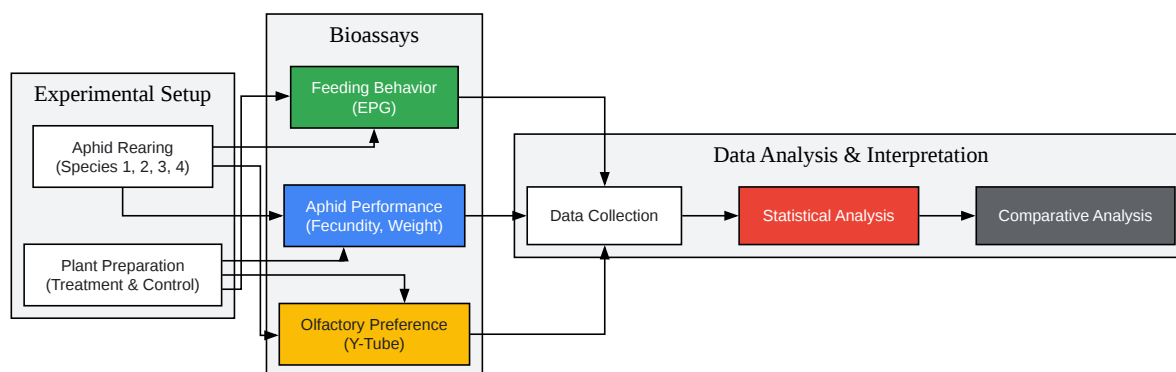 Experimental Setup
Aphid Rearing
(Species 1, 2, 3, 4)
Plant Preparation
(Treatment & Control)
Bioassays
Feeding Behavior
(EPG)
Aphid Performance
(Fecundity, Weight)
Olfactory Preference
(Y-Tube)
Data Analysis & Interpretation
Data Collection
Statistical Analysis
Comparative Analysis